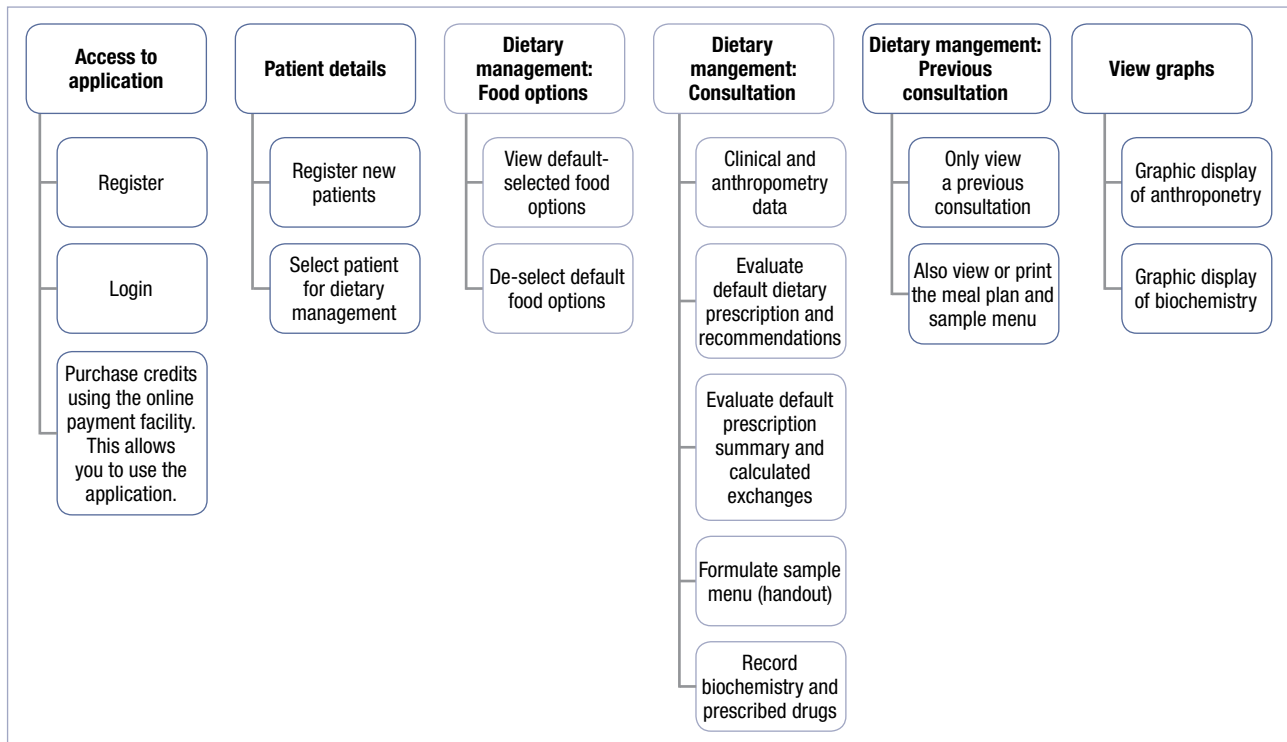 Access to
application
Register
Login
Purchase credits
using the online
payment facility.
This allows
you to use the
application.
Patient details
Register new
patients
Select patient
for dietary
management
Dietary
management:
Food options
View default-
selected food
options
De-select default
food options
Dietary
mangement:
Consultation
Clinical and
anthropometry
data
Evaluate
default dietary
prescription and
recommendations
Evaluate default
prescription
summary and
calculated
exchanges
Formulate sample
menu (handout)
Record
biochemistry and
prescribed drugs
Dietary mangement:
Previous
consultation
Only view
a previous
consultation
Also view or print
the meal plan and
sample menu
View graphs
Graphic display
of anthroponetry
Graphic display
of biochemistry